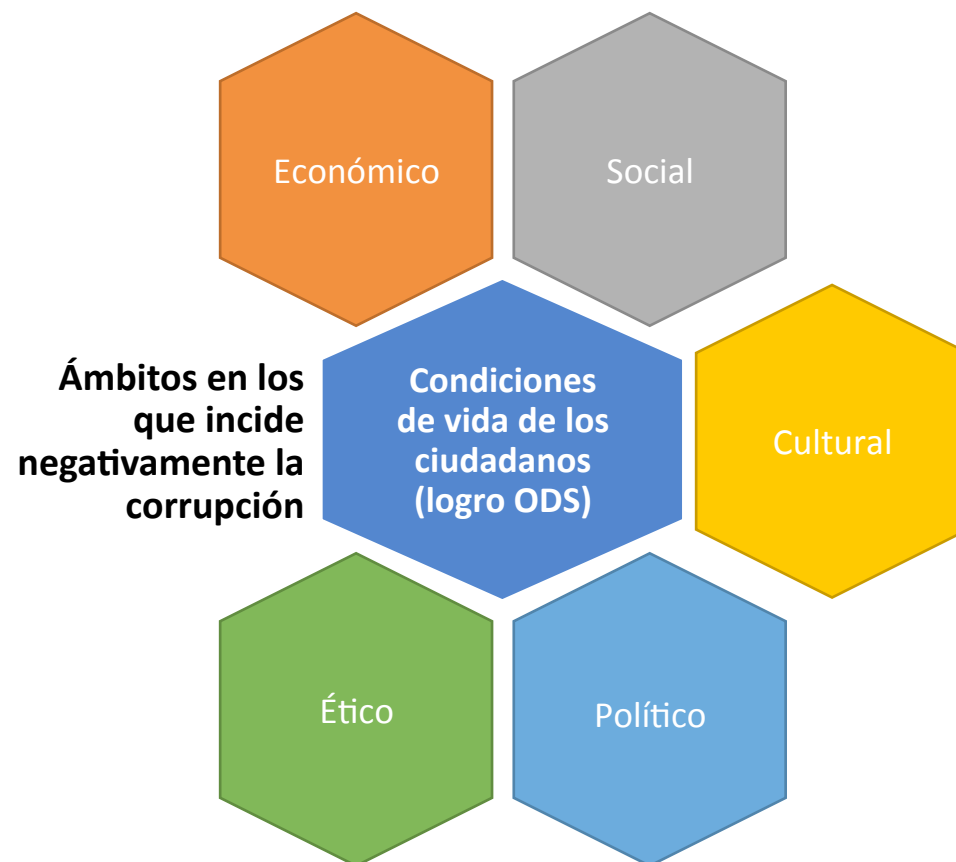 Económico
Social
Ámbitos en los
que incide
negativamente la
corrupción
Condiciones
de vida de los
ciudadanos
(logro ODS)
Cultural
Ético
Político